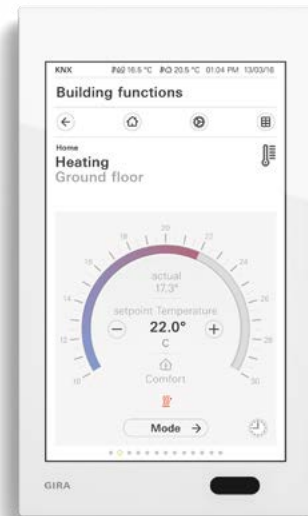 KNX 16.5 °C 20.5 °C 01:04 PM 13/03/16
Building functions
Home
Heating
Ground floor
20
18
22
16
24
14
26
12
28
10
30
actual
17,3°
setpoint Temperature
22.0°
C
Comfort
Mode
GIRA